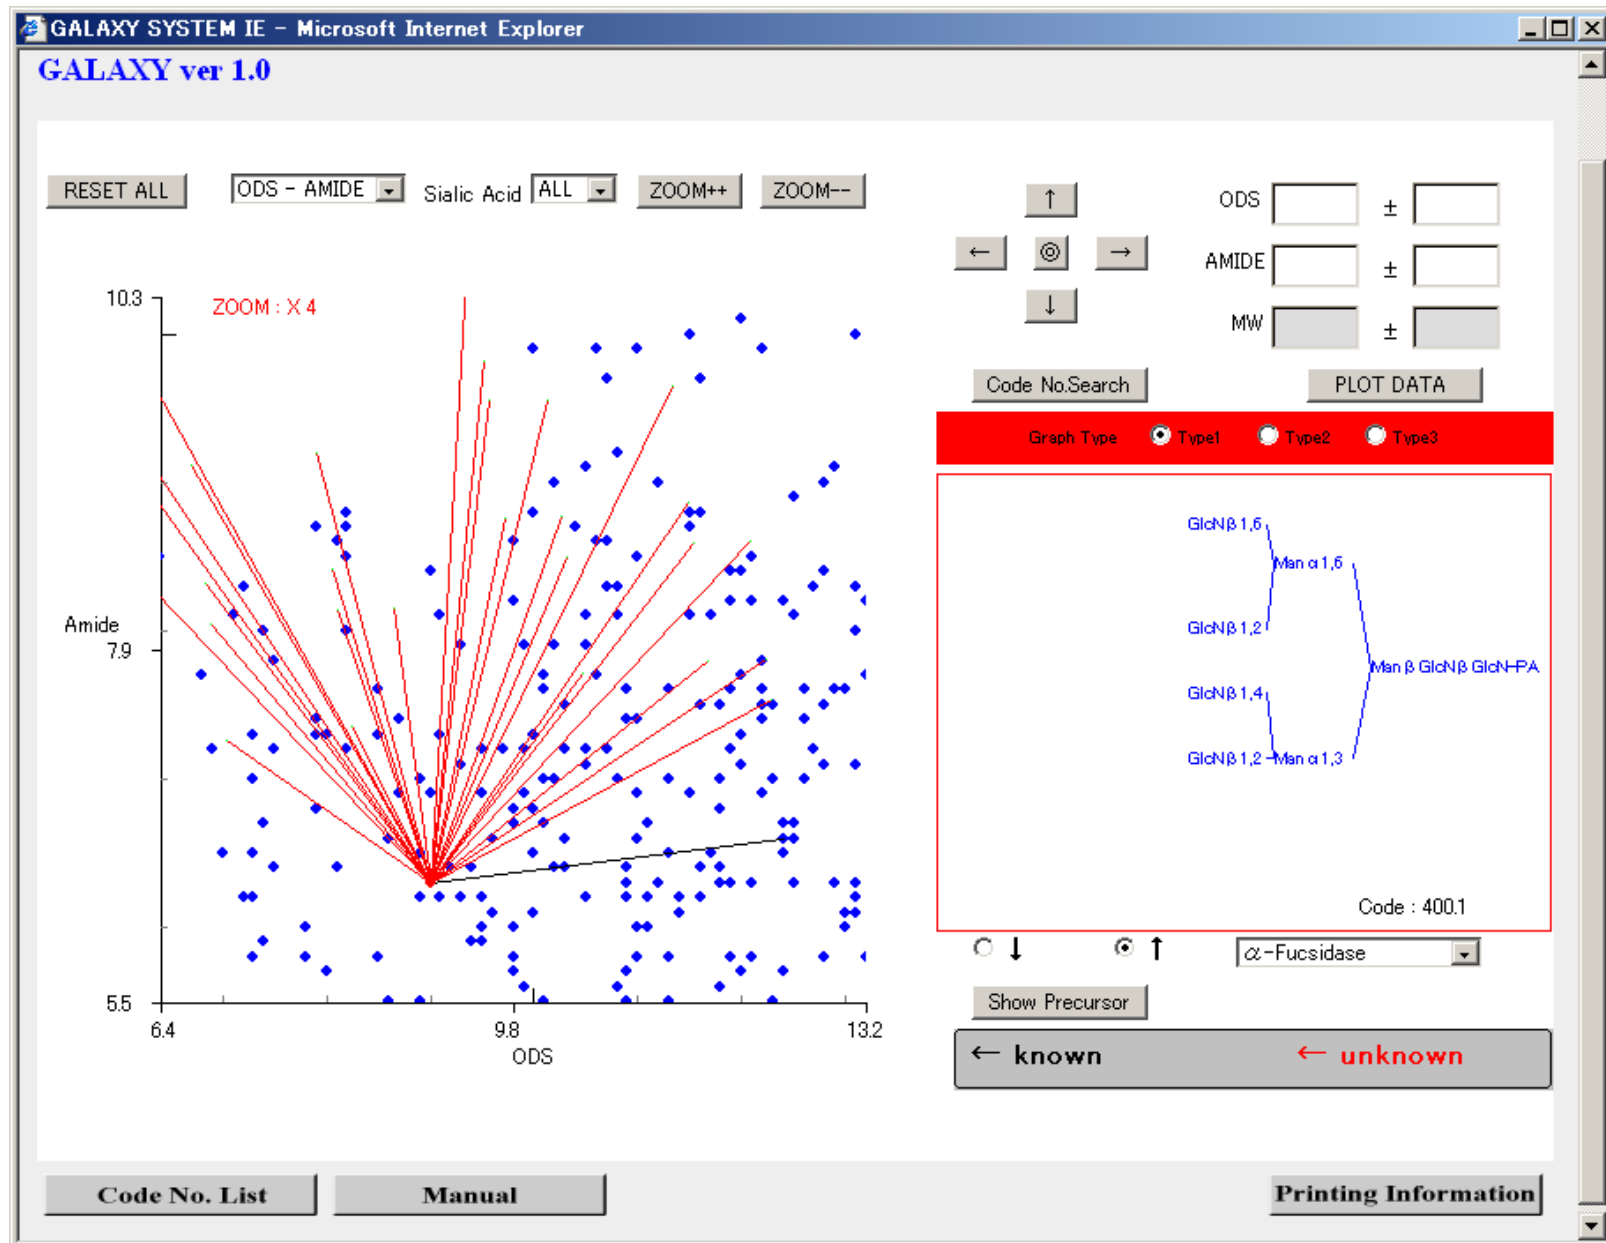 GALAXY SYSTEM IE - Microsoft Internet Explorer
GALAXY ver 1.0
RESET ALL
ODS - AMIDE
Sialic Acid
ALL
ZOOM++
ZOOM--
↑
←
◎
→
↓
ODS
±
AMIDE
±
MW
±
Code No.Search
PLOT DATA
Graph Type
Type1
Type2
Type3
ZOOM : X 4
10.3
Amide
7.9
5.5
6.4
9.8
13.2
ODS
GlcNβ1,6
Manα1,6
GlcNβ1,2
Manβ GlcNβ GlcN-PA
GlcNβ1,4
GlcNβ1,2
Manα1,3
Code : 400.1
↓
↑
α-Fucsidase
Show Precursor
← known
← unknown
Code No. List
Manual
Printing Information